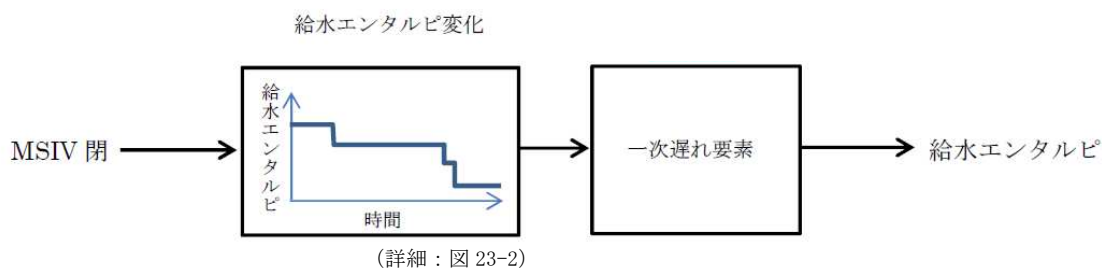 給水エンタルピ変化
MSIV 閉
給水エンタルピ
時間
一次遅れ要素
給水エンタルピ
(詳細：図 23-2)